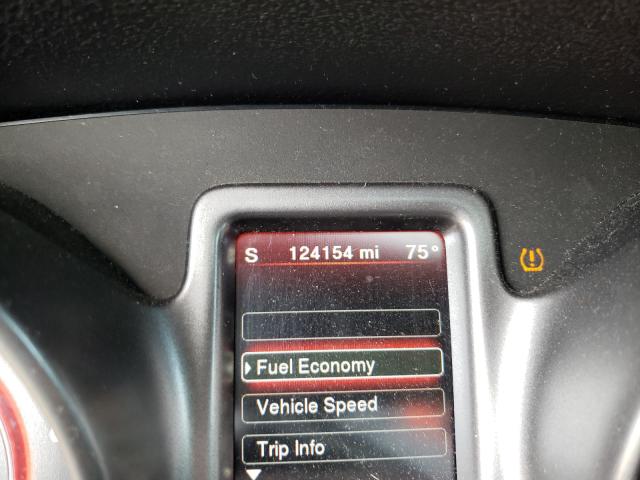 S 124154 mi 75°
Fuel Economy
Vehicle Speed
Trip Info